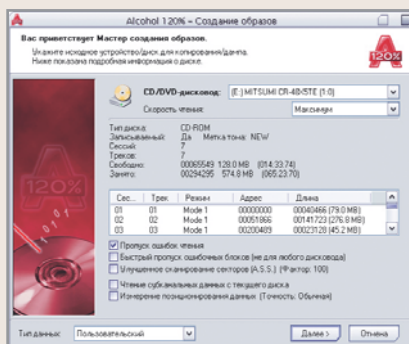 Alcohol 120% – Создание образов
Вас приветствует Мастер создания образов.
Укажите исходное устройство/диск для копирования/дампа.
Ниже показана подробная информация о диске.
120%
CD/DVD-дисковод: (E:) MITSUMI CR-48X5TE (1:0)
Скорость чтения: Максимум
Тип диска: CD-ROM
Записываемый: Да Метка тома: NEW
Сессий: 7
Треков: 7
Свободно: 00065549 128.0 MB (014:33.74)
Занято: 00294295 574.8 MB (065:23.70)
Сес... Трек Режим Адрес Длина
01 01 Mode 1 00000000 00040466 (79.0 MB)
02 02 Mode 1 00051866 00141723 (276.8 MB)
03 03 Mode 1 00200489 00023128 (45.2 MB)
Пропуск ошибок чтения
Быстрый пропуск ошибочных блоков (не для любого дисковода)
Улучшенное сканирование секторов (A.S.S.) (Фактор: 100)
Чтение субканальных данных с текущего диска
Измерение позиционирования данных (Точность: Обычная)
120%
Тип данных: Пользовательский
Далее >
Отмена